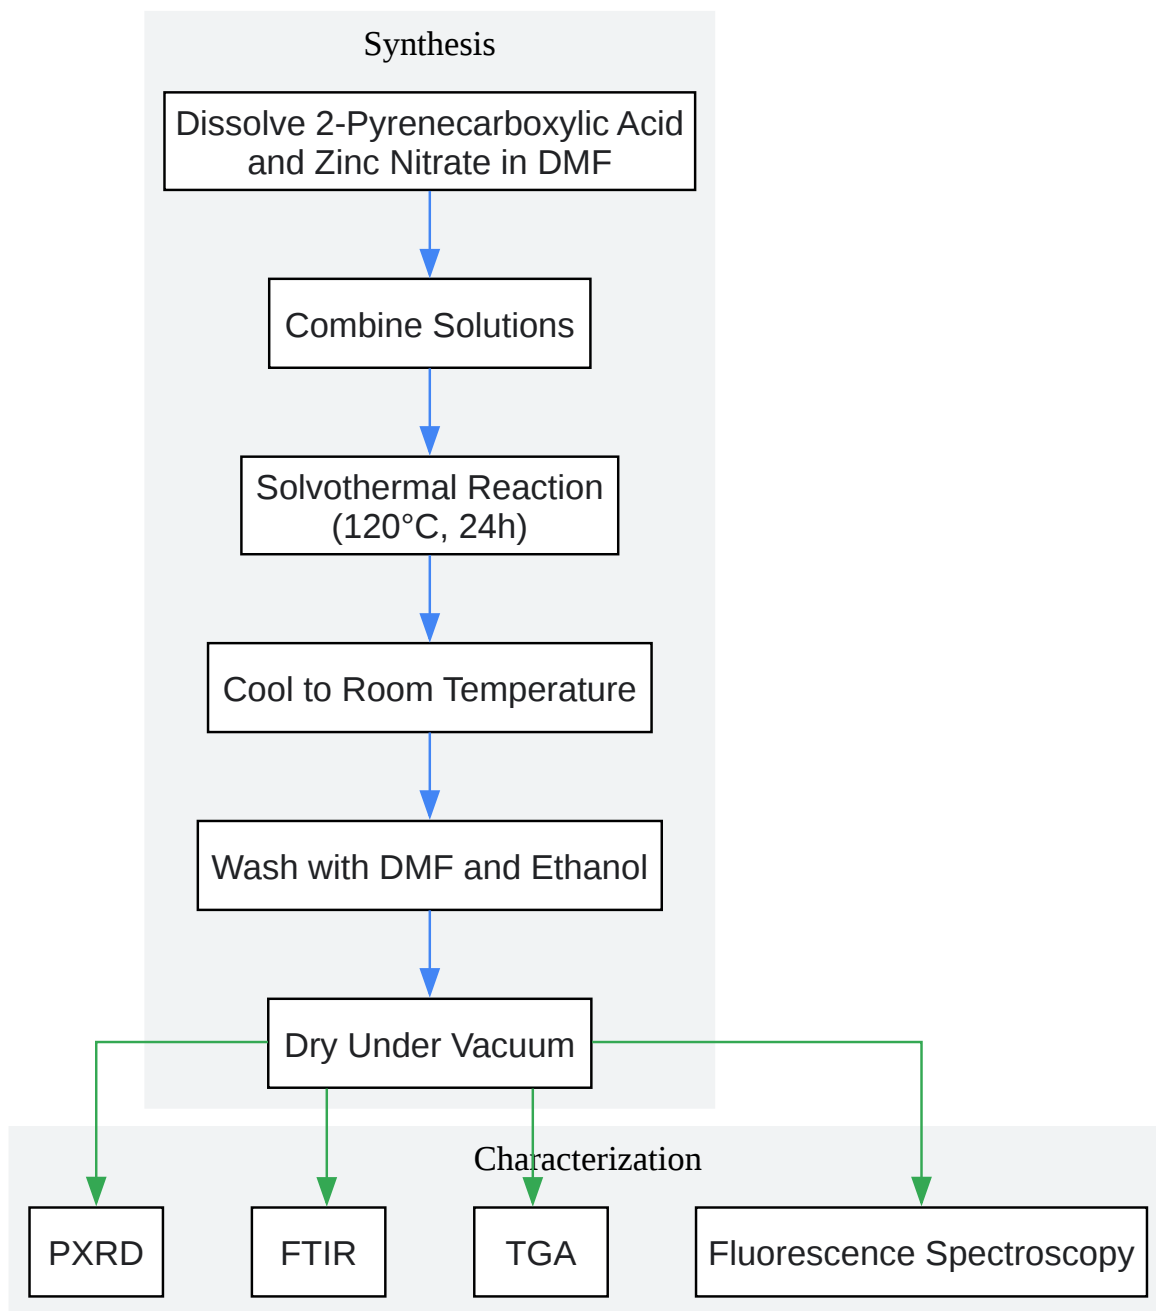 Synthesis
Dissolve 2-Pyrenecarboxylic Acid
and Zinc Nitrate in DMF
Combine Solutions
Solvothermal Reaction
(120°C, 24h)
Cool to Room Temperature
Wash with DMF and Ethanol
Dry Under Vacuum
Characterization
PXRD
FTIR
TGA
Fluorescence Spectroscopy